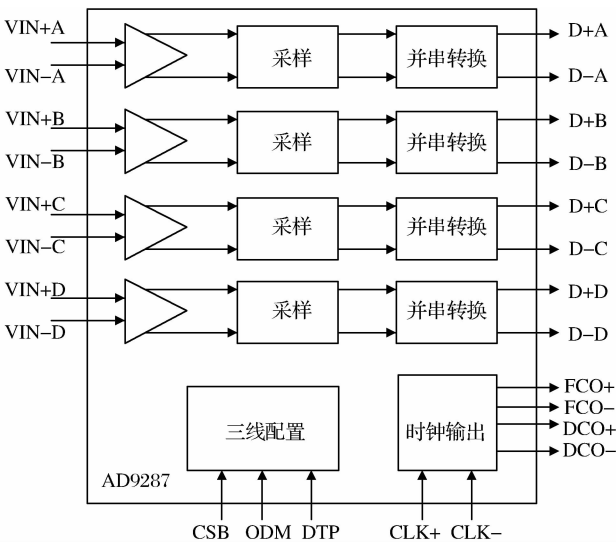 VIN+A
VIN−A
采样
并串转换
D+A
D−A
VIN+B
VIN−B
采样
并串转换
D+B
D−B
VIN+C
VIN−C
采样
并串转换
D+C
D−C
VIN+D
VIN−D
采样
并串转换
D+D
D−D
三线配置
时钟输出
FCO+
FCO−
DCO+
DCO−
AD9287
CSB ODM DTP CLK+ CLK−